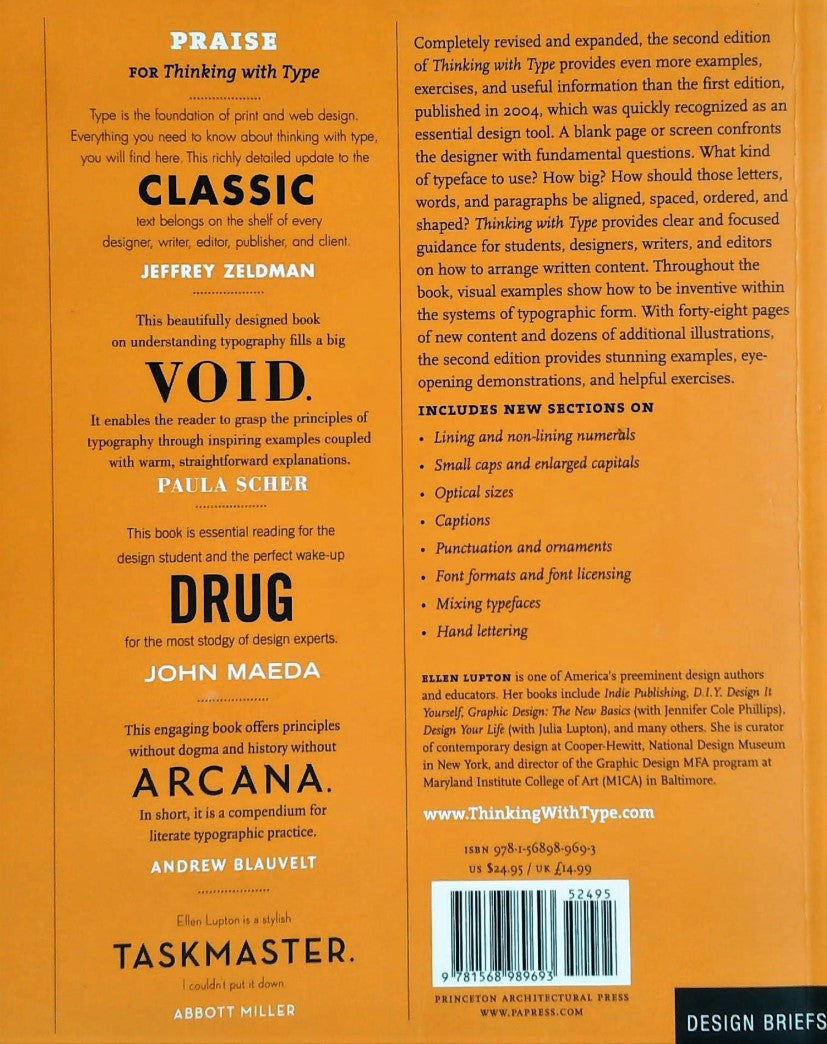 PRAISE
FOR Thinking with Type
Type is the foundation of print and web design.
Everything you need to know about thinking with type,
you will find here. This richly detailed update to the
CLASSIC
text belongs on the shelf of every
designer, writer, editor, publisher, and client.
JEFFREY ZELDMAN
This beautifully designed book
on understanding typography fills a big
VOID.
It enables the reader to grasp the principles of
typography through inspiring examples coupled
with warm, straightforward explanations.
PAULA SCHER
This book is essential reading for the
design student and the perfect wake-up
DRUG
for the most stodgy of design experts.
JOHN MAEDA
This engaging book offers principles
without dogma and history without
ARCANA.
In short, it is a compendium for
literate typographic practice.
ANDREW BLAUVELT
Ellen Lupton is a stylish
TASKMASTER.
I couldn't put it down.
ABBOTT MILLER
Completely revised and expanded, the second edition
of Thinking with Type provides even more examples,
exercises, and useful information than the first edition,
published in 2004, which was quickly recognized as an
essential design tool. A blank page or screen confronts
the designer with fundamental questions. What kind
of typeface to use? How big? How should those letters,
words, and paragraphs be aligned, spaced, ordered, and
shaped? Thinking with Type provides clear and focused
guidance for students, designers, writers, and editors
on how to arrange written content. Throughout the
book, visual examples show how to be inventive within
the systems of typographic form. With forty-eight pages
of new content and dozens of additional illustrations,
the second edition provides stunning examples, eye-
opening demonstrations, and helpful exercises.
INCLUDES NEW SECTIONS ON
• Lining and non-lining numerals
• Small caps and enlarged capitals
• Optical sizes
• Captions
• Punctuation and ornaments
• Font formats and font licensing
• Mixing typefaces
• Hand lettering
ELLEN LUPTON is one of America's preeminent design authors
and educators. Her books include Indie Publishing, D.I.Y. Design It
Yourself, Graphic Design: The New Basics (with Jennifer Cole Phillips),
Design Your Life (with Julia Lupton), and many others. She is curator
of contemporary design at Cooper-Hewitt, National Design Museum
in New York, and director of the Graphic Design MFA program at
Maryland Institute College of Art (MICA) in Baltimore.
www.ThinkingWithType.com
ISBN 978-1-56898-969-3
US $24.95 / UK £14.99
52495
9 781568 989693
PRINCETON ARCHITECTURAL PRESS
WWW.PAPRESS.COM
DESIGN BRIEFS